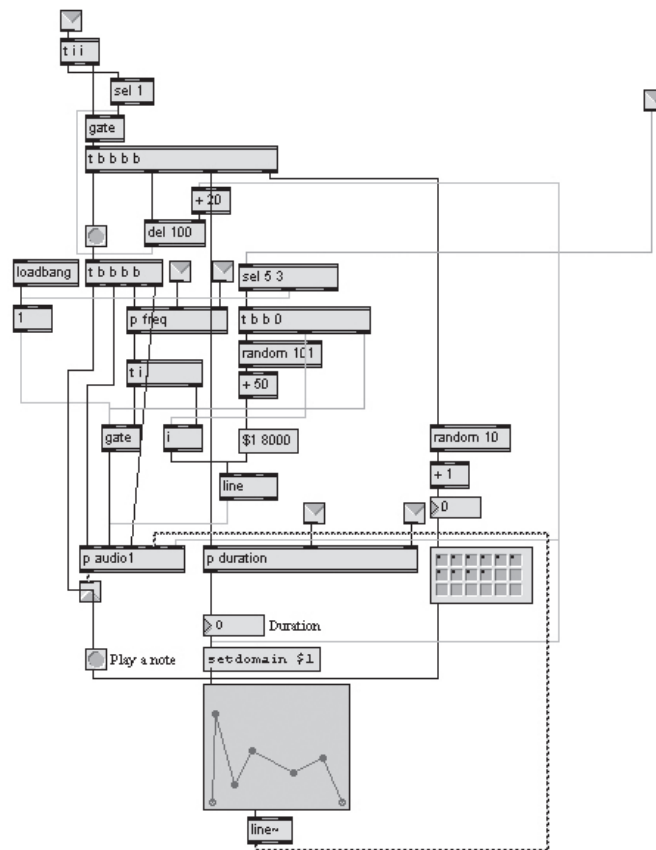 t i i
sel 1
gate
t b b b b
+ 20
del 100
loadbang
t b b b b
sel 5 3
1
p freq
t b b 0
random 101
t i
+ 50
gate
i
$1 8000
random 10
line
+ 1
0
p audio1
p duration
0
Duration
Play a note
setdomain $1
line~